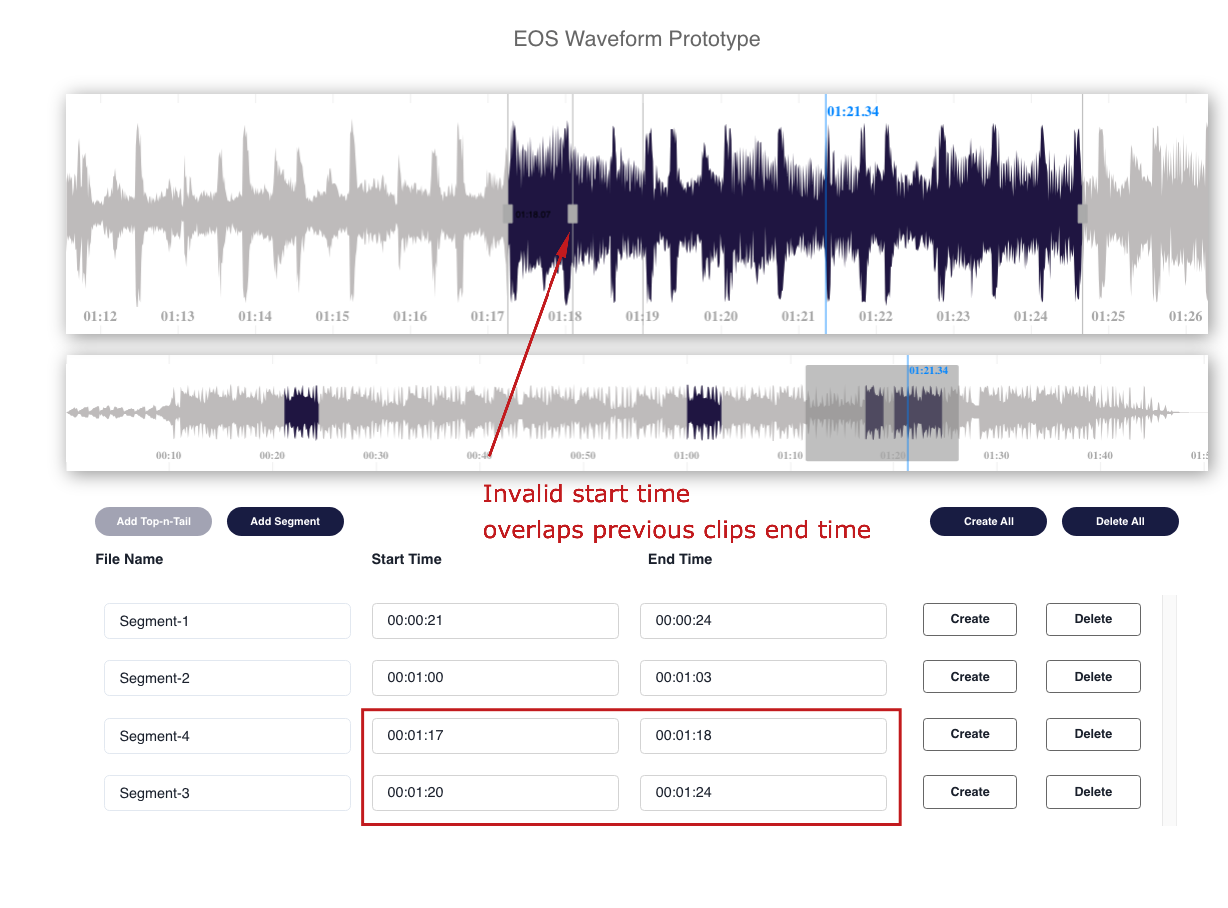 EOS Waveform Prototype
01:21.34
01:18.07
01:12 01:13 01:14 01:15 01:16 01:17 01:18 01:19 01:20 01:21 01:22 01:23 01:24 01:25 01:26
01:21.34
00:10 00:20 00:30 00:40 00:50 01:00 01:10 01:20 01:30 01:40
Invalid start time
overlaps previous clips end time
Add Top-n-Tail Add Segment Create All Delete All
File Name Start Time End Time
Segment-1 00:00:21 00:00:24 Create Delete
Segment-2 00:01:00 00:01:03 Create Delete
Segment-4 00:01:17 00:01:18 Create Delete
Segment-3 00:01:20 00:01:24 Create Delete